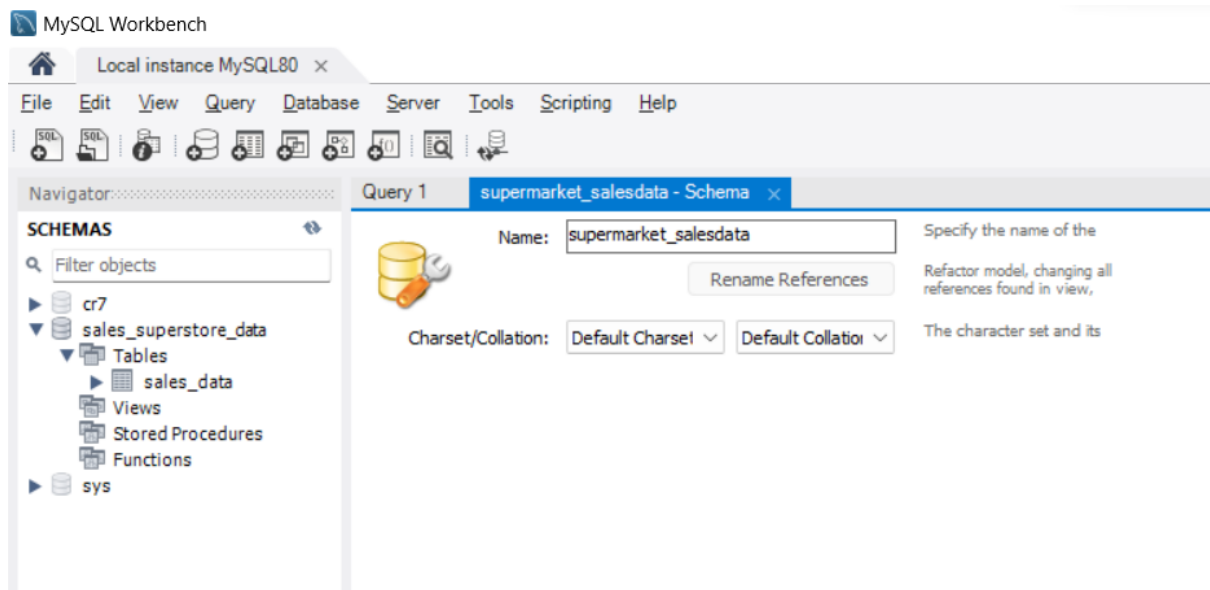 MySQL Workbench
Local instance MySQL80 ×
File Edit View Query Database Server Tools Scripting Help
SQL SQL f()
Navigator
SCHEMAS
Filter objects
cr7
sales_superstore_data
Tables
sales_data
Views
Stored Procedures
Functions
sys
Query 1 supermarket_salesdata - Schema ×
Name: supermarket_salesdata Specify the name of the
Rename References Refactor model, changing all
references found in view,
Charset/Collation: Default Charset Default Collatio The character set and its